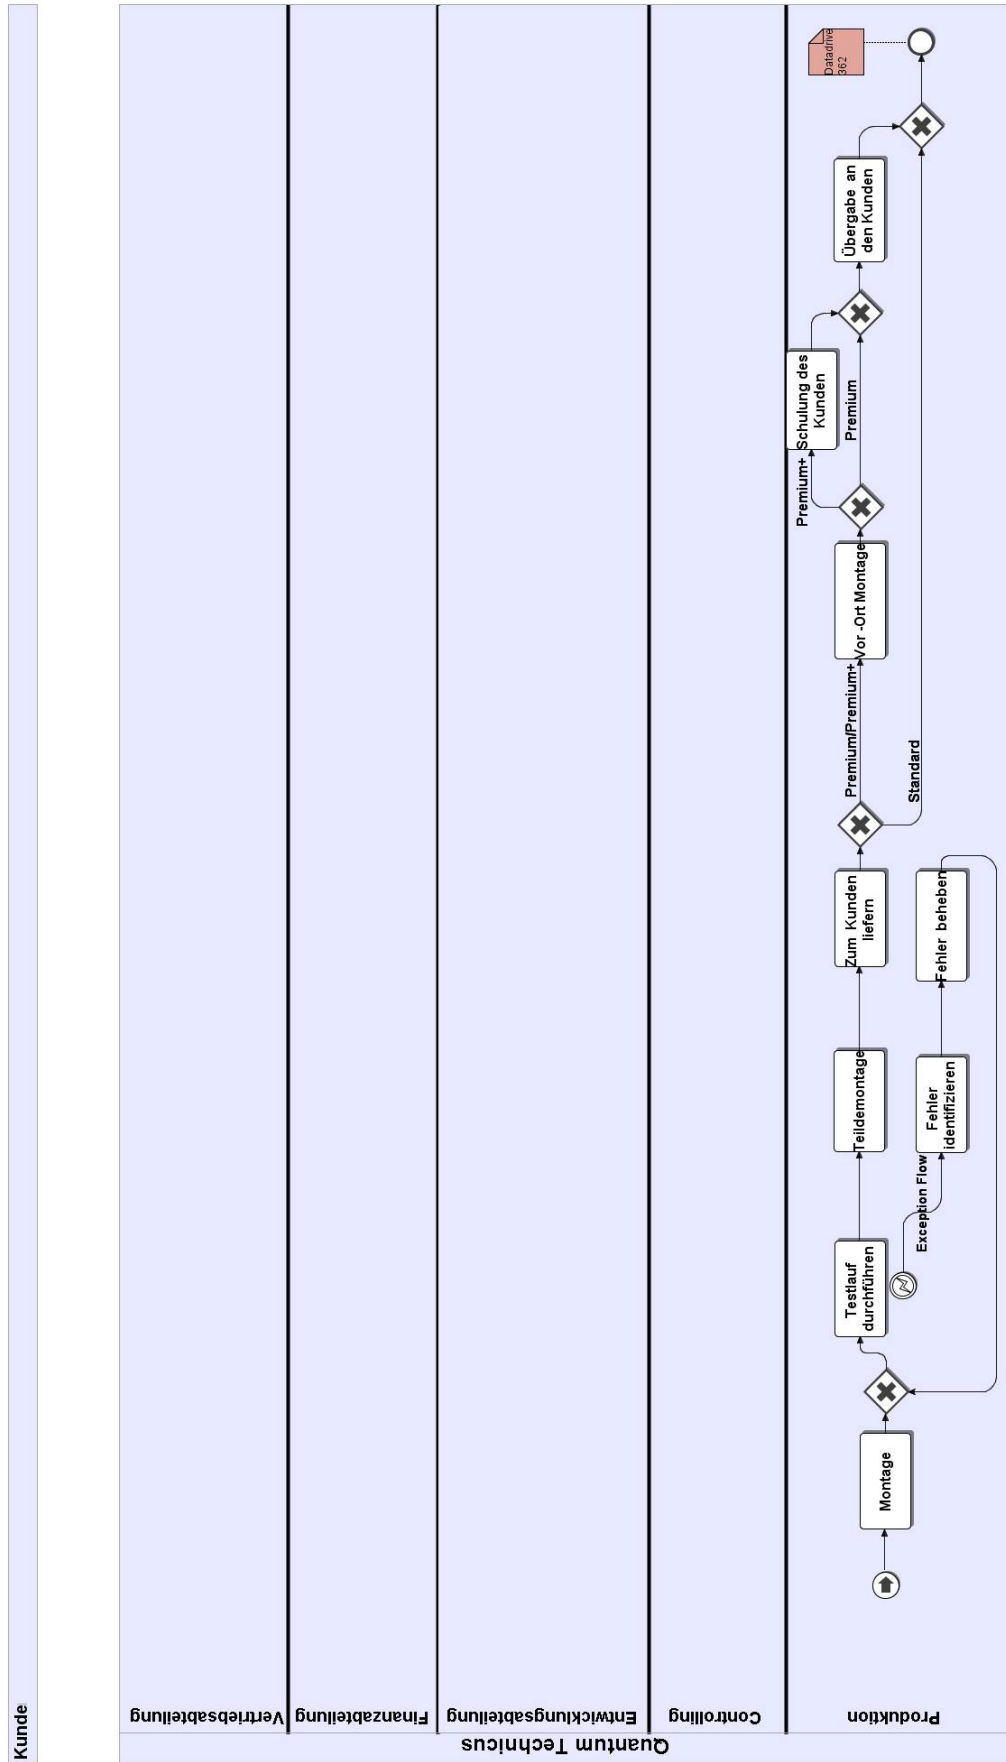 Kunde
Quantum Technicus
Vertriebsabteilung
Finanzabteilung
Entwicklungsabteilung
Controlling
Produktion
Montage
Testlauf
durchführen
Exception Flow
Teildemontage
Fehler
identifizieren
Zum Kunden
liefern
Fehler beheben
Premium/Premium+
Standard
Vor -Ort Montage
Premium+
Premium
Schulung des
Kunden
Übergabe an
den Kunden
Datadrive
362